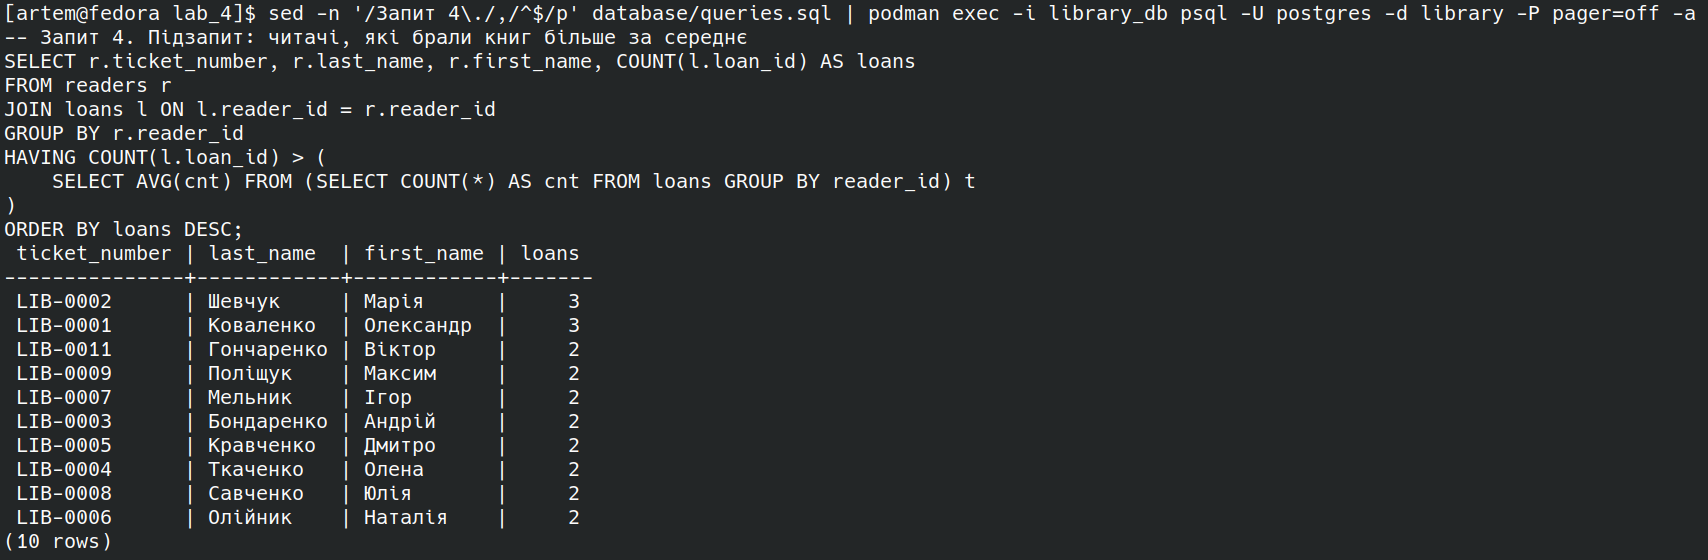 [artem@fedora lab_4]$ sed -n '/Запит 4\./,/^$/p' database/queries.sql | podman exec -i library_db psql -U postgres -d library -P pager=off -a
-- Запит 4. Підзапит: читачі, які брали книг більше за середнє
SELECT r.ticket_number, r.last_name, r.first_name, COUNT(l.loan_id) AS loans
FROM readers r
JOIN loans l ON l.reader_id = r.reader_id
GROUP BY r.reader_id
HAVING COUNT(l.loan_id) > (
    SELECT AVG(cnt) FROM (SELECT COUNT(*) AS cnt FROM loans GROUP BY reader_id) t
)
ORDER BY loans DESC;
 ticket_number | last_name  | first_name | loans
---------------+------------+------------+-------
 LIB-0002      | Шевчук     | Марія      |     3
 LIB-0001      | Коваленко  | Олександр  |     3
 LIB-0011      | Гончаренко | Віктор     |     2
 LIB-0009      | Поліщук    | Максим     |     2
 LIB-0007      | Мельник    | Ігор       |     2
 LIB-0003      | Бондаренко | Андрій     |     2
 LIB-0005      | Кравченко  | Дмитро     |     2
 LIB-0004      | Ткаченко   | Олена      |     2
 LIB-0008      | Савченко   | Юлія       |     2
 LIB-0006      | Олійник    | Наталія    |     2
(10 rows)